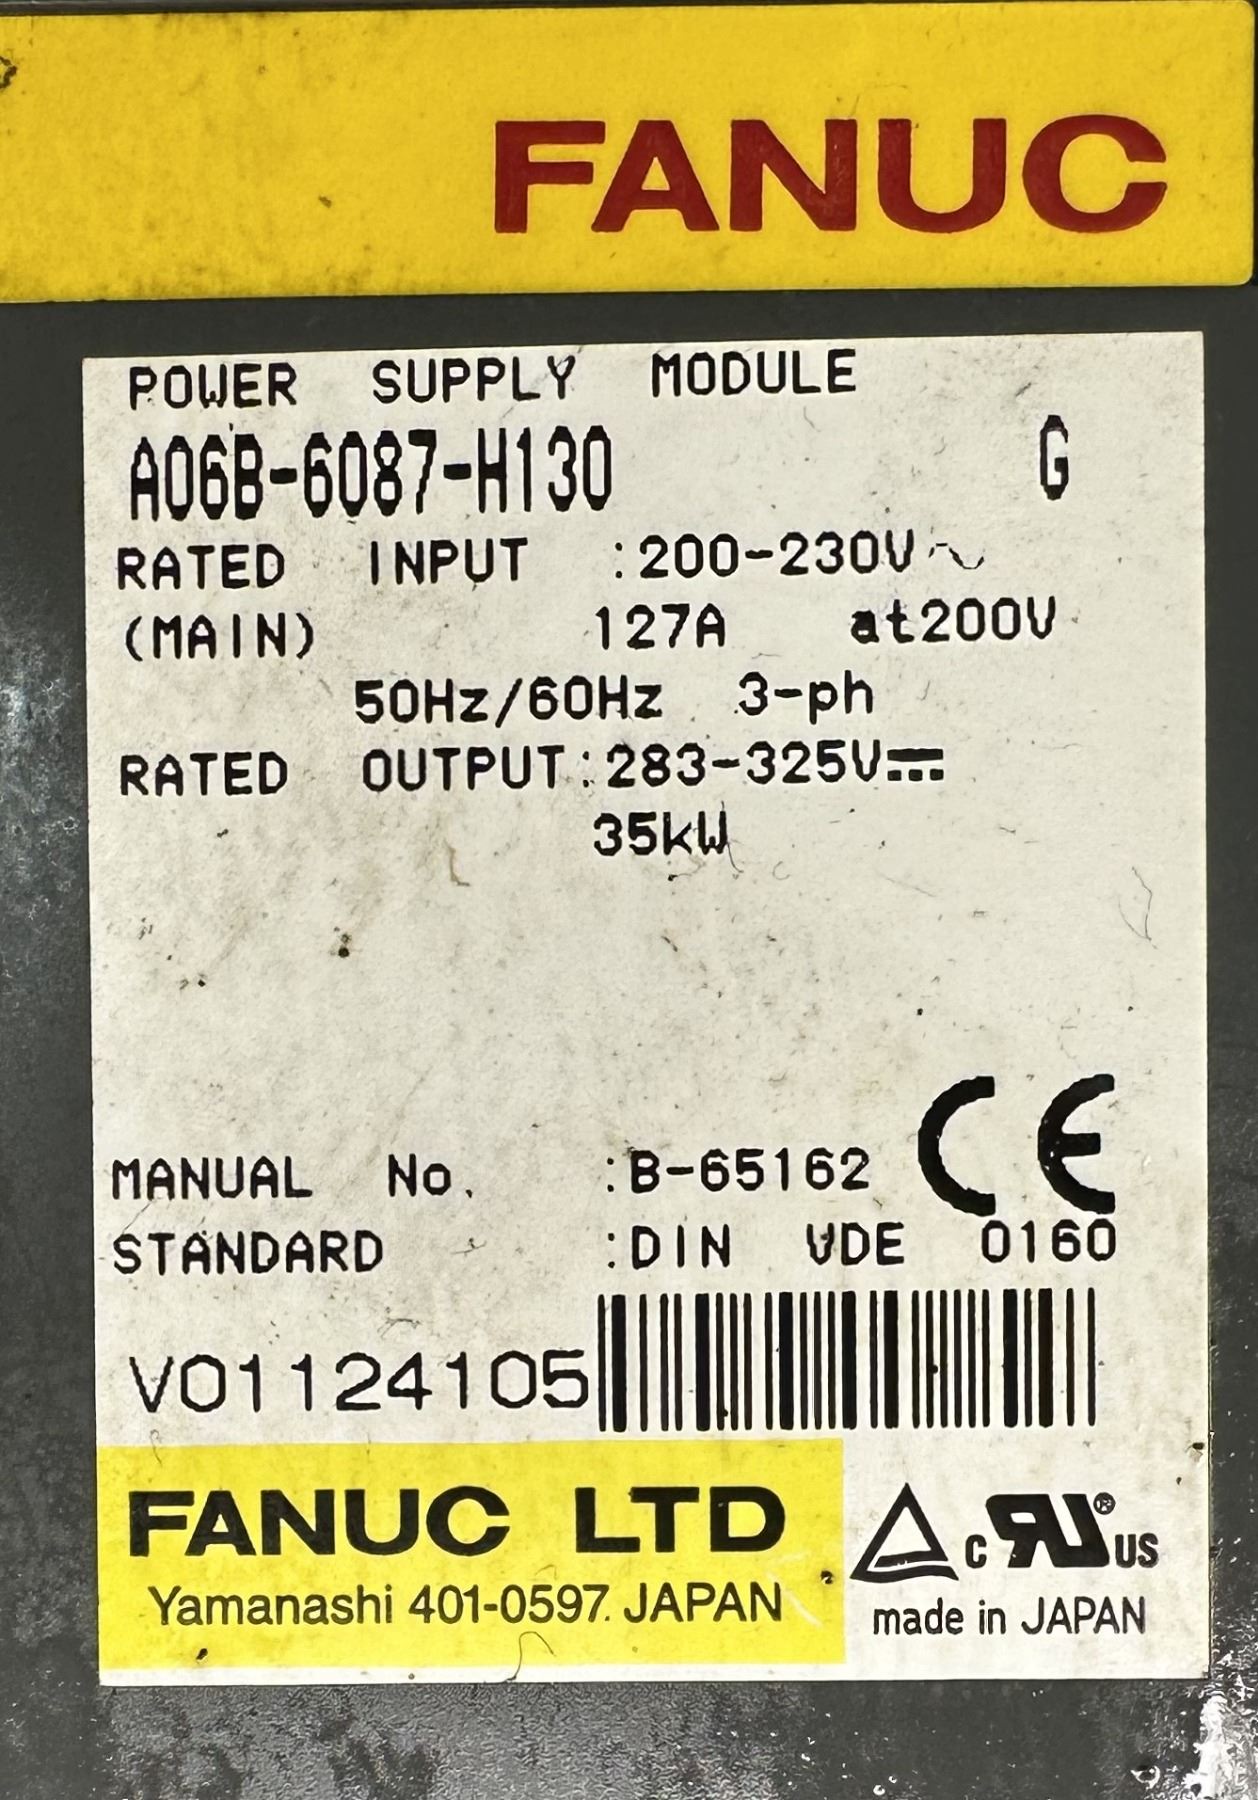 FANUC
POWER SUPPLY MODULE
A06B-6087-H130 G
RATED INPUT :200-230V~
(MAIN) 127A at200V
50Hz/60Hz 3-ph
RATED OUTPUT:283-325V⎓
35kW
MANUAL No. :B-65162 CE
STANDARD :DIN VDE 0160
V01124105
FANUC LTD
Yamanashi 401-0597. JAPAN
c RU® US
made in JAPAN